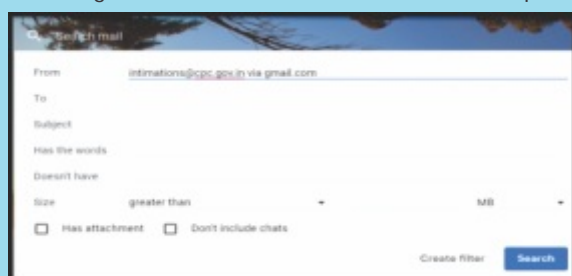 Search mail
From intimations@cpc.gov.in via gmail.com
To
Subject
Has the words
Doesn't have
Size greater than MB
Has attachment Don't include chats
Create filter Search